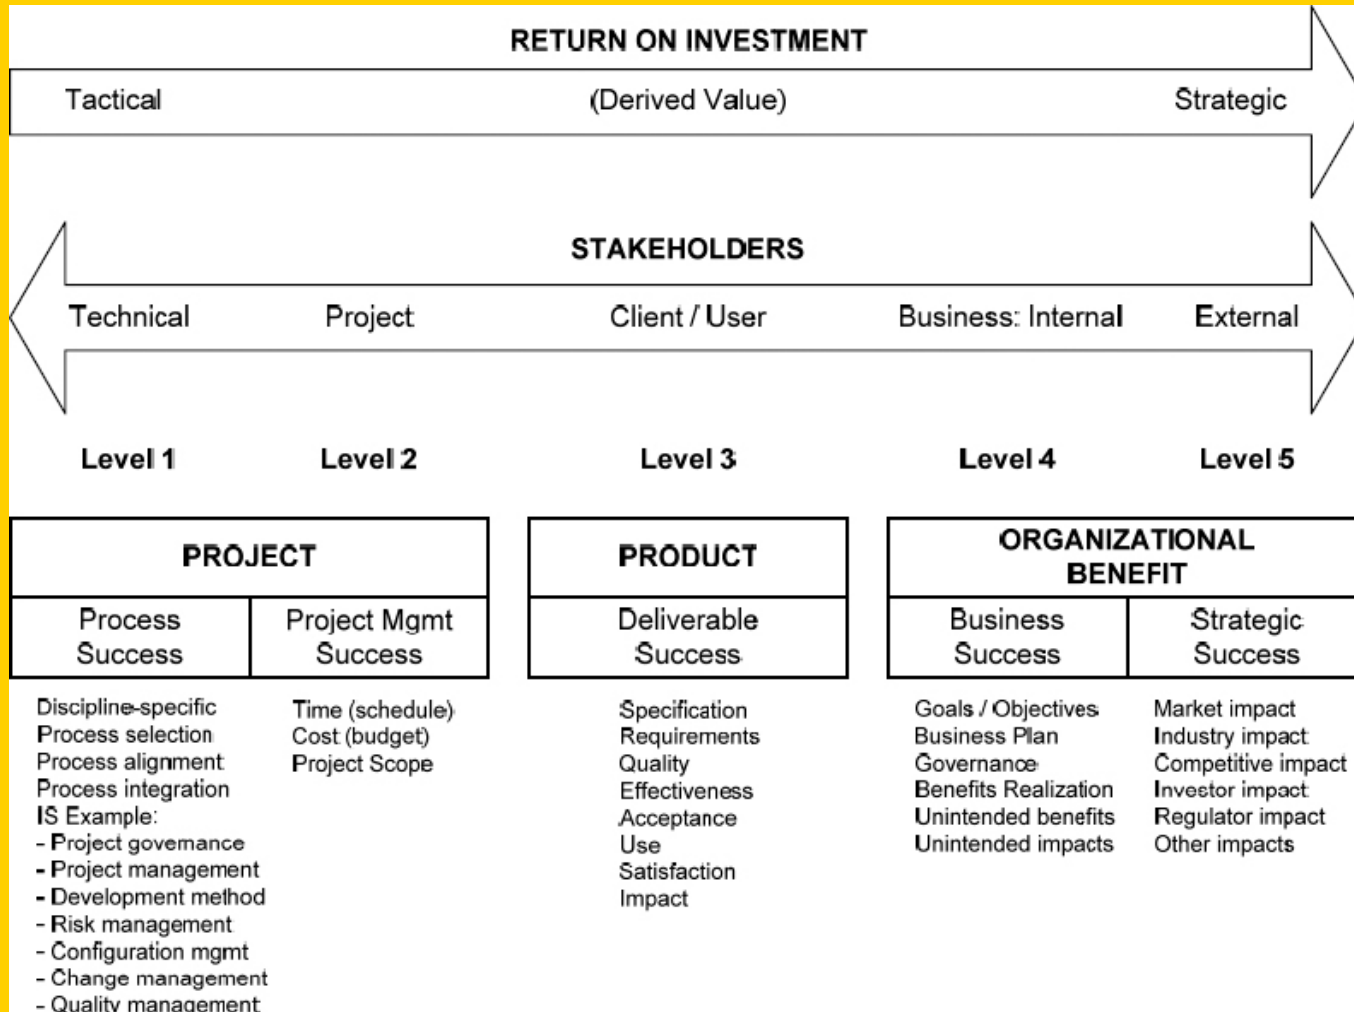 RETURN ON INVESTMENT
Tactical (Derived Value) Strategic
STAKEHOLDERS
Technical Project Client / User Business: Internal External
Level 1 Level 2 Level 3 Level 4 Level 5
PROJECT
Process
Success
Project Mgmt
Success
Discipline-specific
Process selection
Process alignment
Process integration
IS Example:
- Project governance
- Project management
- Development method
- Risk management
- Configuration mgmt
- Change management
- Quality management
Time (schedule)
Cost (budget)
Project Scope
PRODUCT
Deliverable
Success
Specification
Requirements
Quality
Effectiveness
Acceptance
Use
Satisfaction
Impact
ORGANIZATIONAL
BENEFIT
Business
Success
Strategic
Success
Goals / Objectives
Business Plan
Governance
Benefits Realization
Unintended benefits
Unintended impacts
Market impact
Industry impact
Competitive impact
Investor impact
Regulator impact
Other impacts